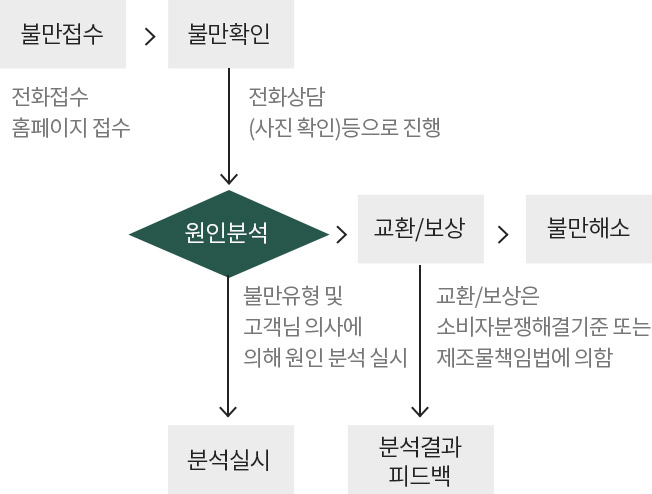 불만접수
불만확인
전화접수
홈페이지 접수
전화상담
(사진 확인)등으로 진행
원인분석
교환/보상
불만해소
불만유형 및
고객님 의사에
의해 원인 분석 실시
교환/보상은
소비자분쟁해결기준 또는
제조물책임법에 의함
분석실시
분석결과
피드백